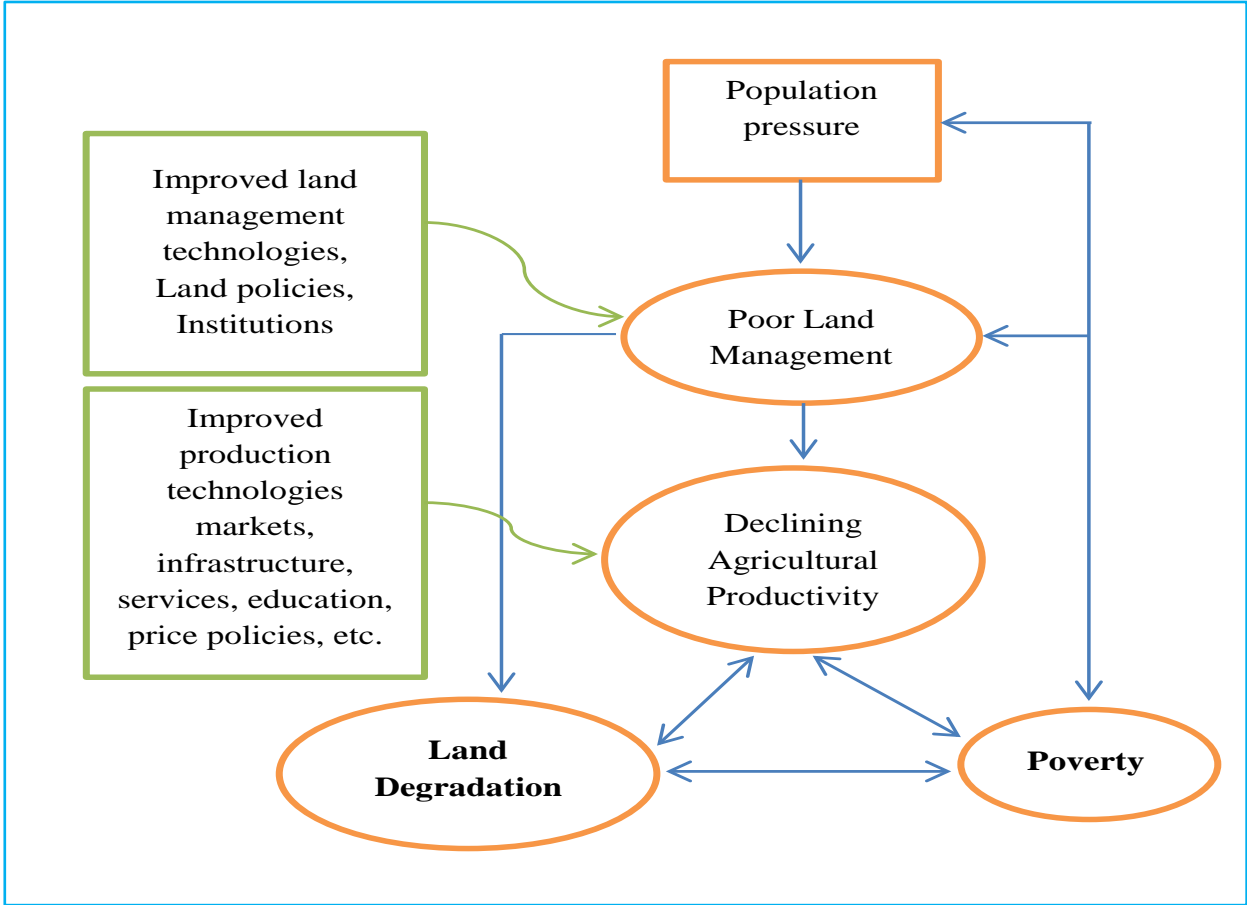 Population
pressure
Improved land
management
technologies,
Land policies,
Institutions
Poor Land
Management
Improved
production
technologies
markets,
infrastructure,
services, education,
price policies, etc.
Declining
Agricultural
Productivity
Land
Degradation
Poverty